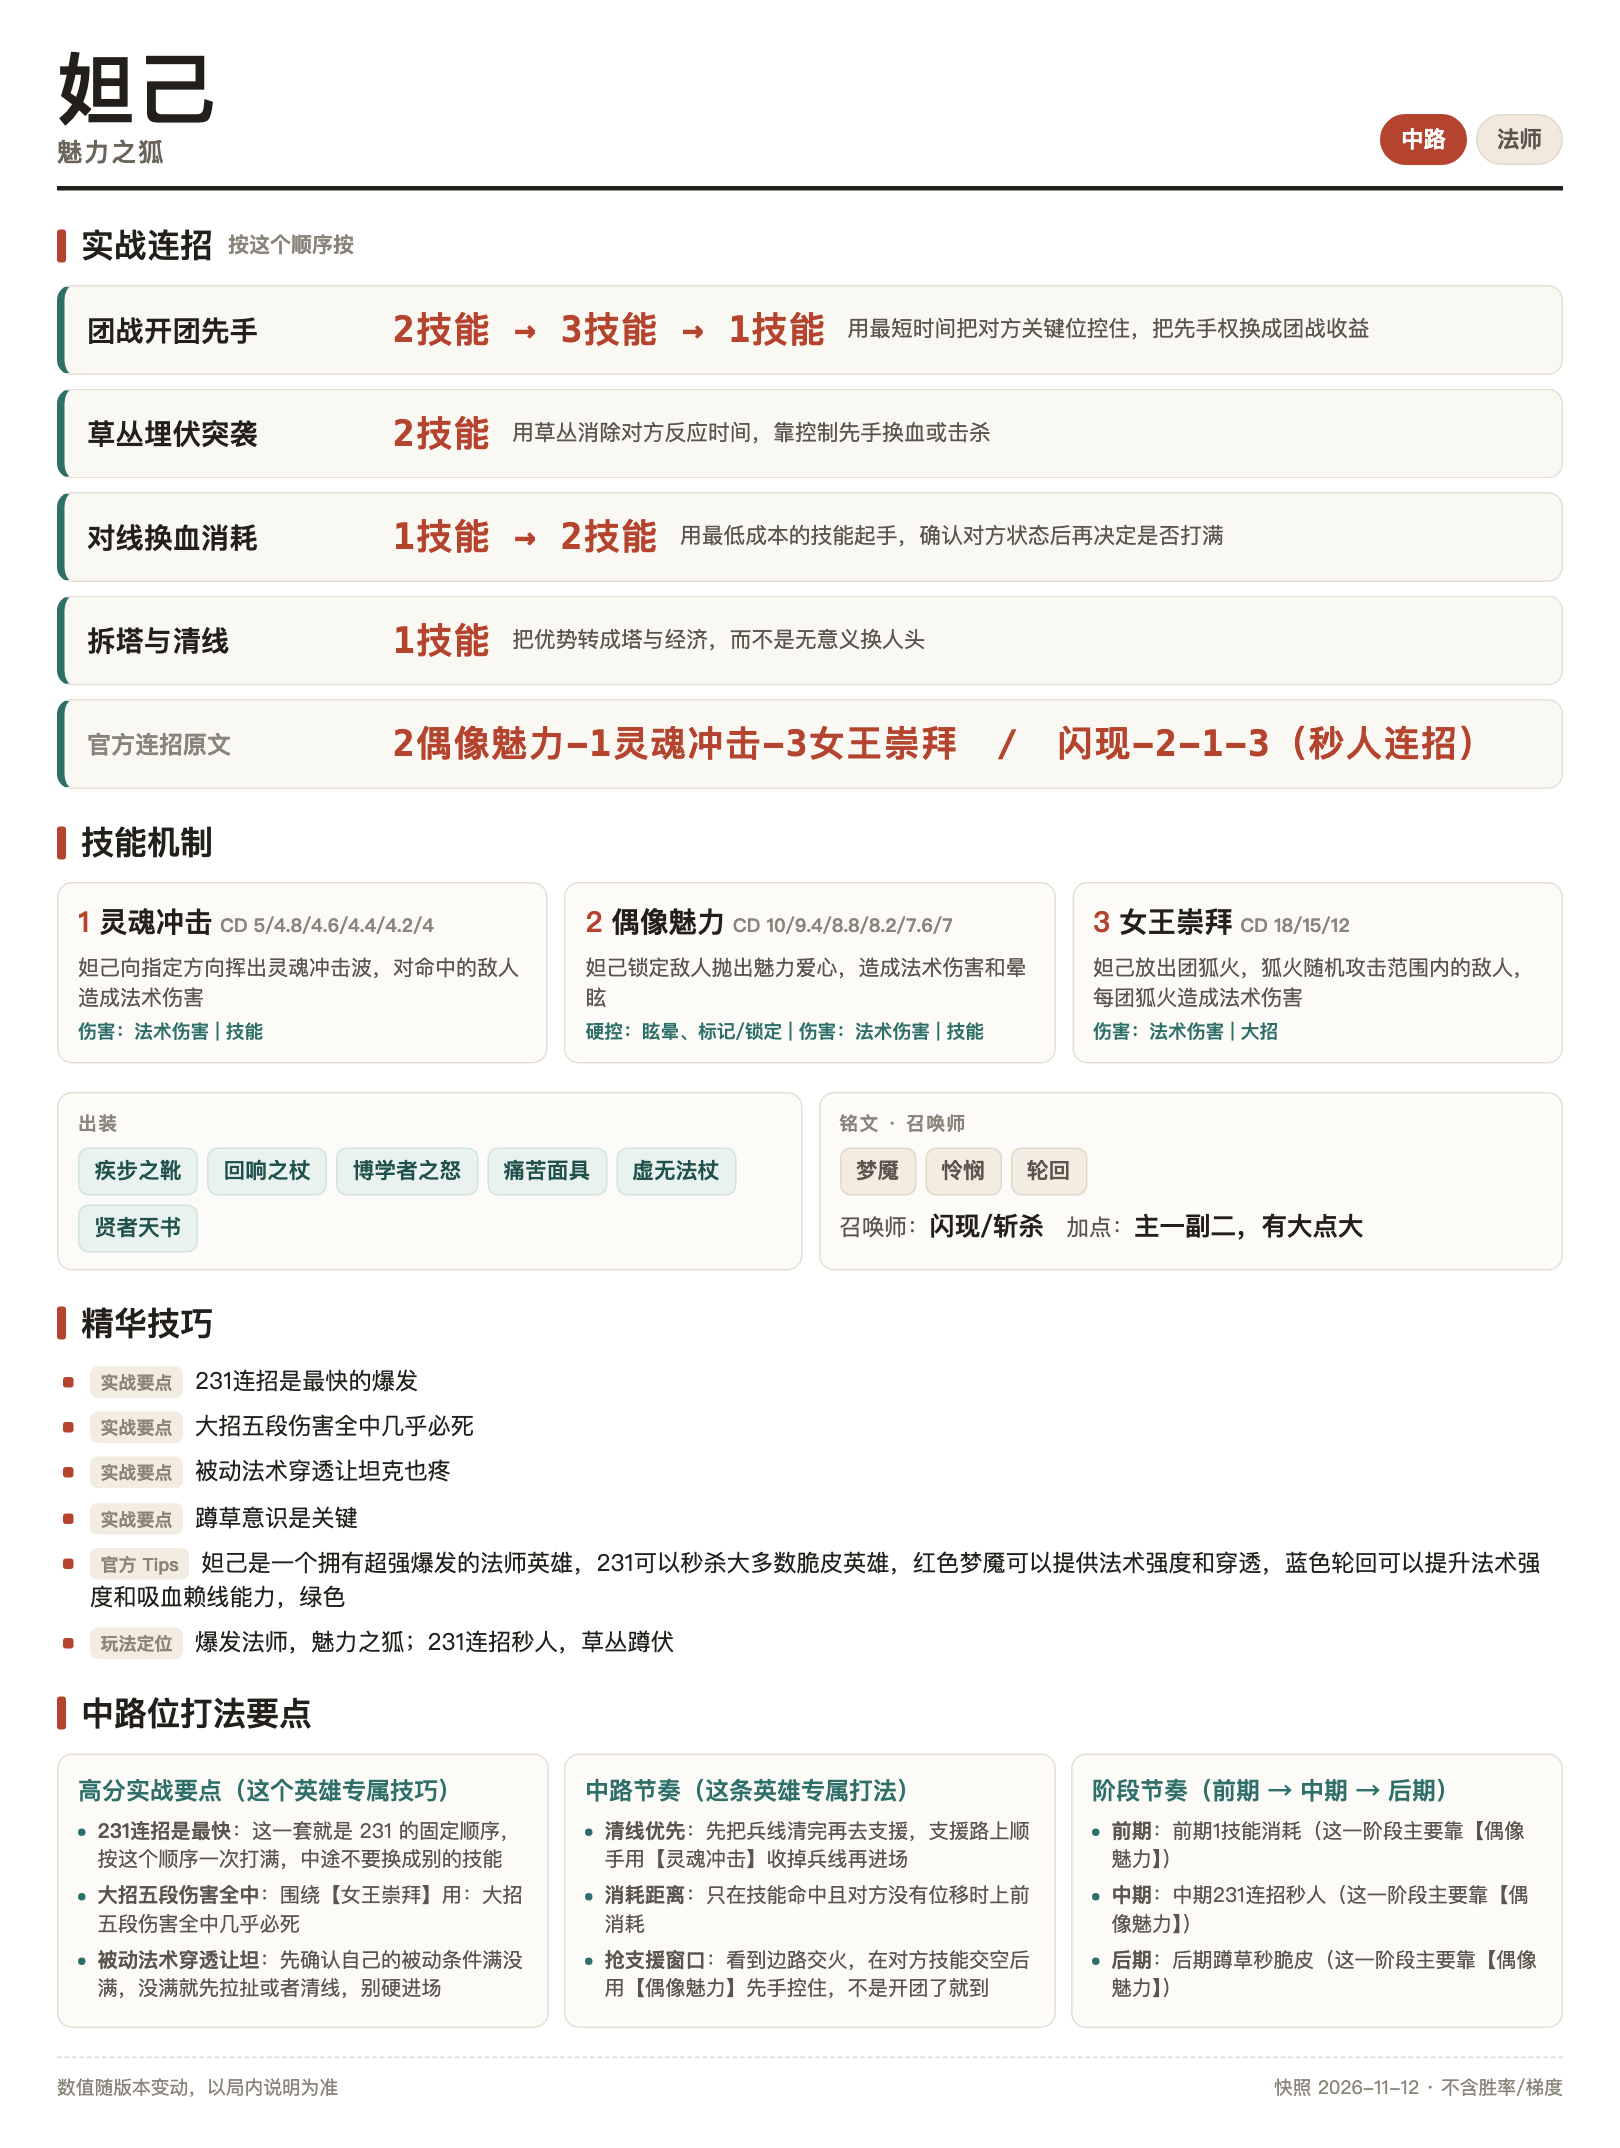 妲己
魅力之狐
中路 法师
实战连招 按这个顺序按
团战开团先手 2技能 → 3技能 → 1技能 用最短时间把对方关键位控住，把先手权换成团战收益
草丛埋伏突袭 2技能 用草丛消除对方反应时间，靠控制先手换血或击杀
对线换血消耗 1技能 → 2技能 用最低成本的技能起手，确认对方状态后再决定是否打满
拆塔与清线 1技能 把优势转成塔与经济，而不是无意义换人头
官方连招原文 2偶像魅力–1灵魂冲击–3女王崇拜 / 闪现–2–1–3（秒人连招）
技能机制
1 灵魂冲击 CD 5/4.8/4.6/4.4/4.2/4
妲己向指定方向挥出灵魂冲击波，对命中的敌人
造成法术伤害
伤害：法术伤害 | 技能
2 偶像魅力 CD 10/9.4/8.8/8.2/7.6/7
妲己锁定敌人抛出魅力爱心，造成法术伤害和晕
眩
硬控：眩晕、标记/锁定 | 伤害：法术伤害 | 技能
3 女王崇拜 CD 18/15/12
妲己放出团狐火，狐火随机攻击范围内的敌人，
每团狐火造成法术伤害
伤害：法术伤害 | 大招
出装
疾步之靴 回响之杖 博学者之怒 痛苦面具 虚无法杖
贤者天书
铭文 · 召唤师
梦魇 怜悯 轮回
召唤师：闪现/斩杀 加点：主一副二，有大点大
精华技巧
实战要点 231连招是最快的爆发
实战要点 大招五段伤害全中几乎必死
实战要点 被动法术穿透让坦克也疼
实战要点 蹲草意识是关键
官方 Tips 妲己是一个拥有超强爆发的法师英雄，231可以秒杀大多数脆皮英雄，红色梦魇可以提供法术强度和穿透，蓝色轮回可以提升法术强
度和吸血赖线能力，绿色
玩法定位 爆发法师，魅力之狐；231连招秒人，草丛蹲伏
中路位打法要点
高分实战要点（这个英雄专属技巧）
231连招是最快：这一套就是 231 的固定顺序，
按这个顺序一次打满，中途不要换成别的技能
大招五段伤害全中：围绕【女王崇拜】用：大招
五段伤害全中几乎必死
被动法术穿透让坦：先确认自己的被动条件满没
满，没满就先拉扯或者清线，别硬进场
中路节奏（这条英雄专属打法）
清线优先：先把兵线清完再去支援，支援路上顺
手用【灵魂冲击】收掉兵线再进场
消耗距离：只在技能命中且对方没有位移时上前
消耗
抢支援窗口：看到边路交火，在对方技能交空后
用【偶像魅力】先手控住，不是开团了就到
阶段节奏（前期 → 中期 → 后期）
前期：前期1技能消耗（这一阶段主要靠【偶像
魅力】）
中期：中期231连招秒人（这一阶段主要靠【偶
像魅力】）
后期：后期蹲草秒脆皮（这一阶段主要靠【偶像
魅力】）
数值随版本变动，以局内说明为准
快照 2026–11–12 · 不含胜率/梯度